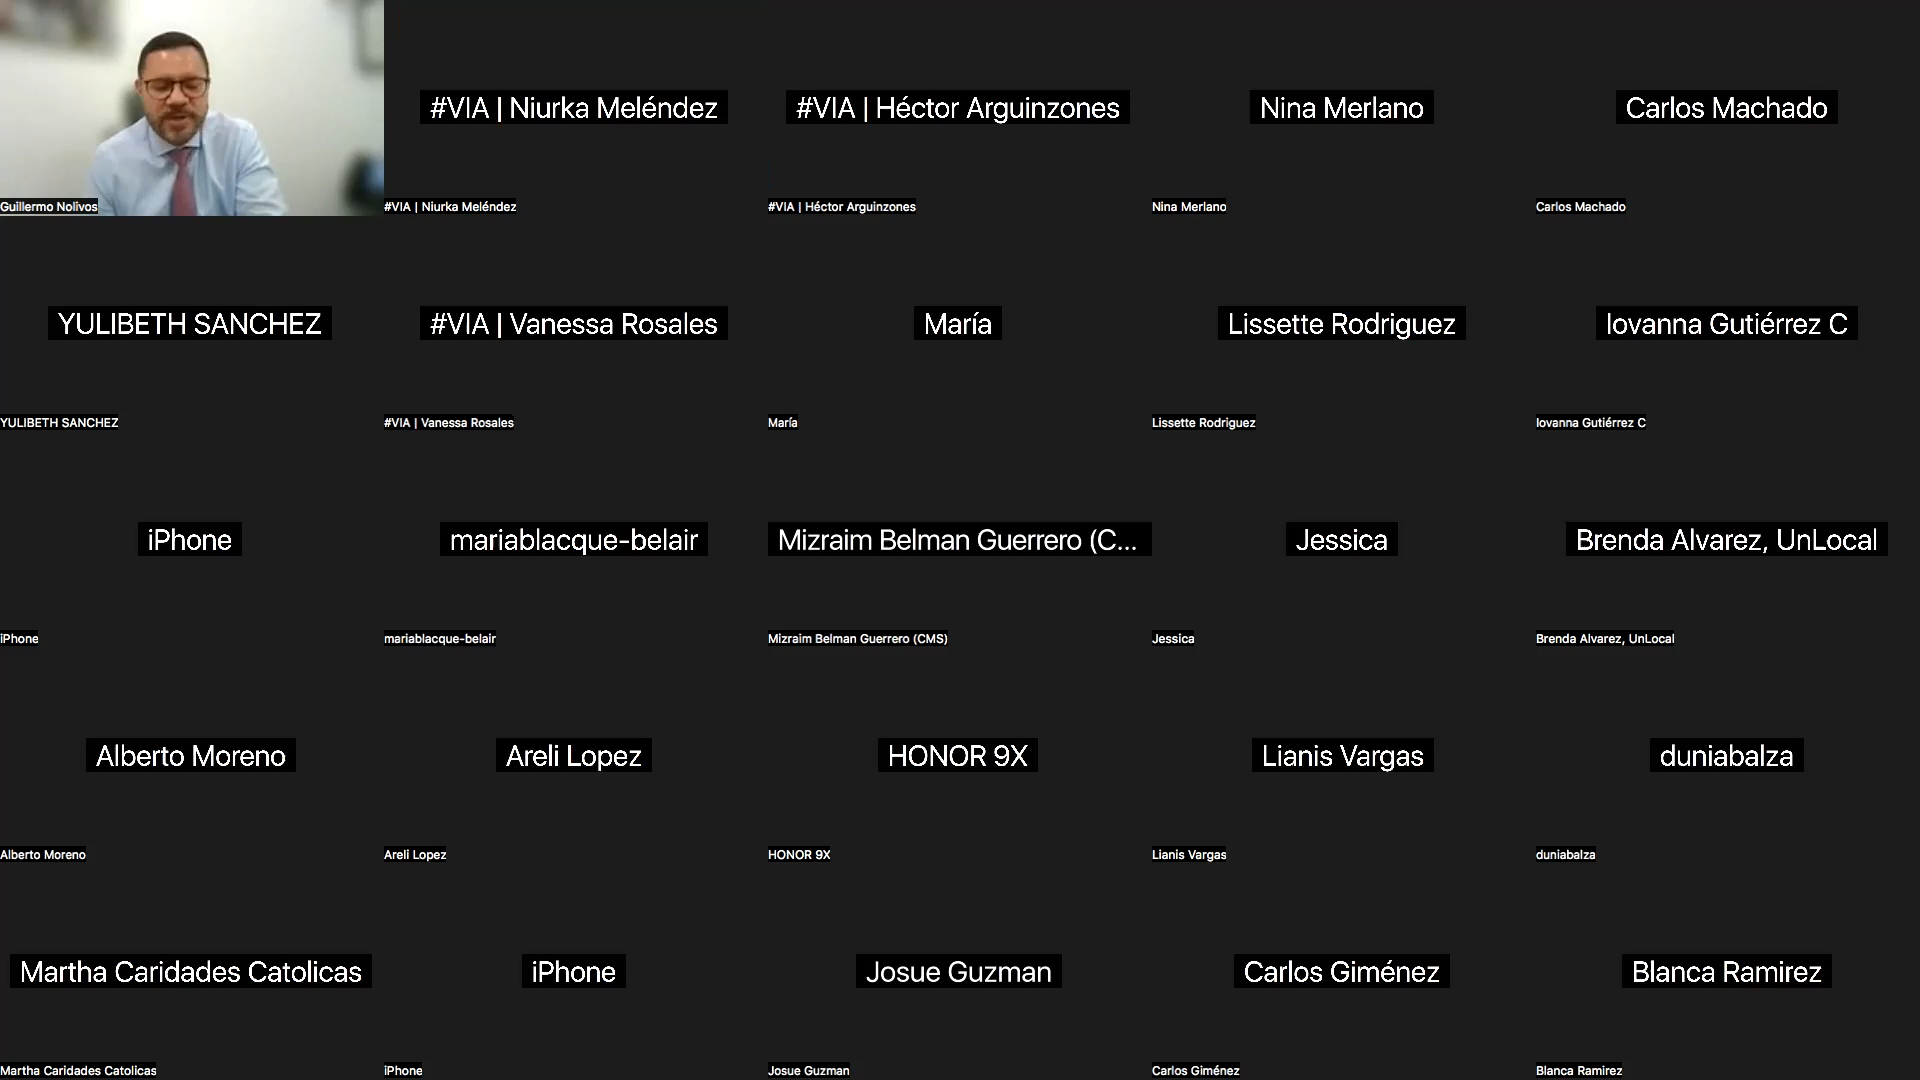 Guillermo Nolivos
#VIA | Niurka Meléndez
#VIA | Niurka Meléndez
#VIA | Héctor Arguinzones
#VIA | Héctor Arguinzones
Nina Merlano
Nina Merlano
Carlos Machado
Carlos Machado
YULIBETH SANCHEZ
YULIBETH SANCHEZ
#VIA | Vanessa Rosales
#VIA | Vanessa Rosales
María
María
Lissette Rodriguez
Lissette Rodriguez
Iovanna Gutiérrez C
Iovanna Gutiérrez C
iPhone
iPhone
mariablacque-belair
mariablacque-belair
Mizraim Belman Guerrero (C...
Mizraim Belman Guerrero (CMS)
Jessica
Jessica
Brenda Alvarez, UnLocal
Brenda Alvarez, UnLocal
Alberto Moreno
Alberto Moreno
Areli Lopez
Areli Lopez
HONOR 9X
HONOR 9X
Lianis Vargas
Lianis Vargas
duniabalza
duniabalza
Martha Caridades Catolicas
Martha Caridades Catolicas
iPhone
iPhone
Josue Guzman
Josue Guzman
Carlos Giménez
Carlos Giménez
Blanca Ramirez
Blanca Ramirez